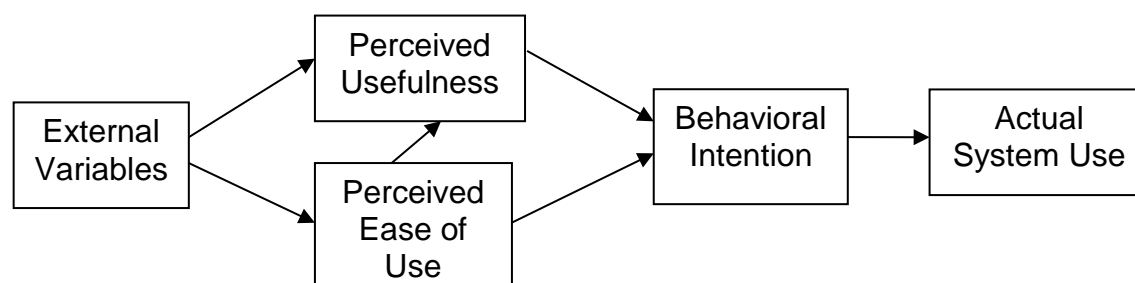 External
Variables
Perceived
Usefulness
Perceived
Ease of
Use
Behavioral
Intention
Actual
System Use